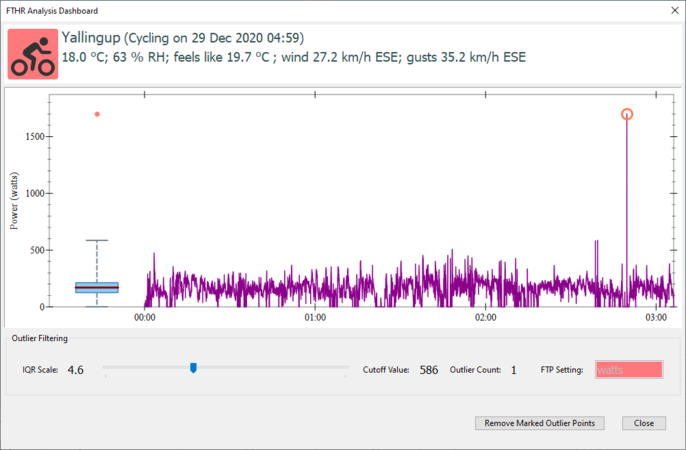 FTHR Analysis Dashboard
Yallingup (Cycling on 29 Dec 2020 04:59)
18.0 °C; 63 % RH; feels like 19.7 °C ; wind 27.2 km/h ESE; gusts 35.2 km/h ESE
Power (watts)
1500
1000
500
0
00:00 01:00 02:00 03:00
Outlier Filtering
IQR Scale: 4.6 Cutoff Value: 586 Outlier Count: 1 FTP Setting: watts
Remove Marked Outlier Points Close